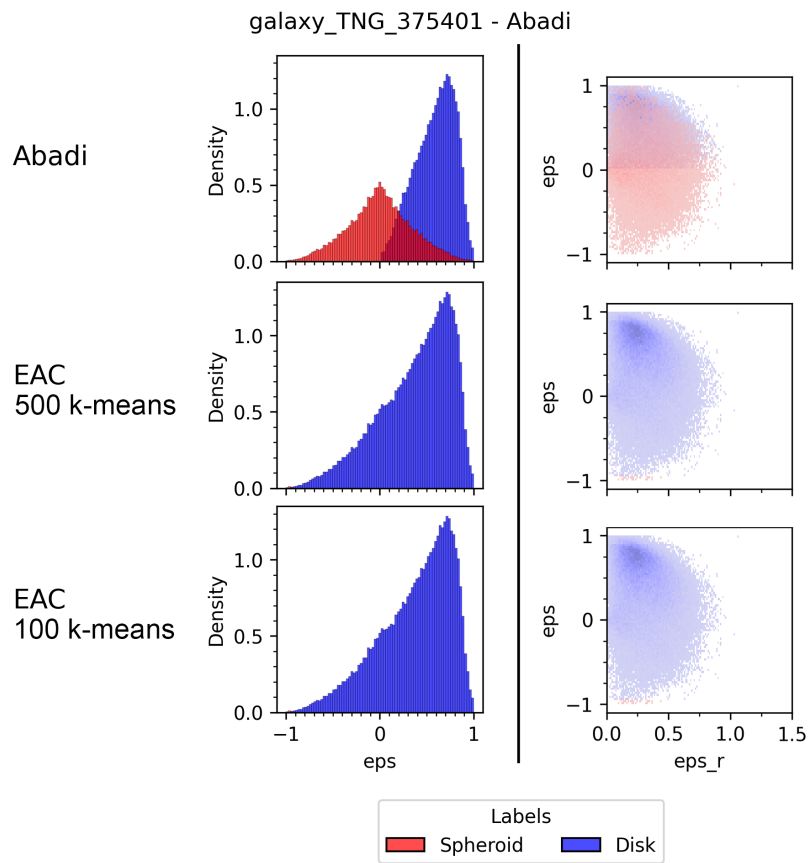 galaxy_TNG_375401 - Abadi
Abadi
Density
1.0
0.5
0.0
eps
1
0
−1
EAC
500 k-means
Density
1.0
0.5
0.0
eps
1
0
−1
EAC
100 k-means
Density
1.0
0.5
0.0
−1 0 1
eps
eps
1
0
−1
0.0 0.5 1.0 1.5
eps_r
Labels
Spheroid Disk